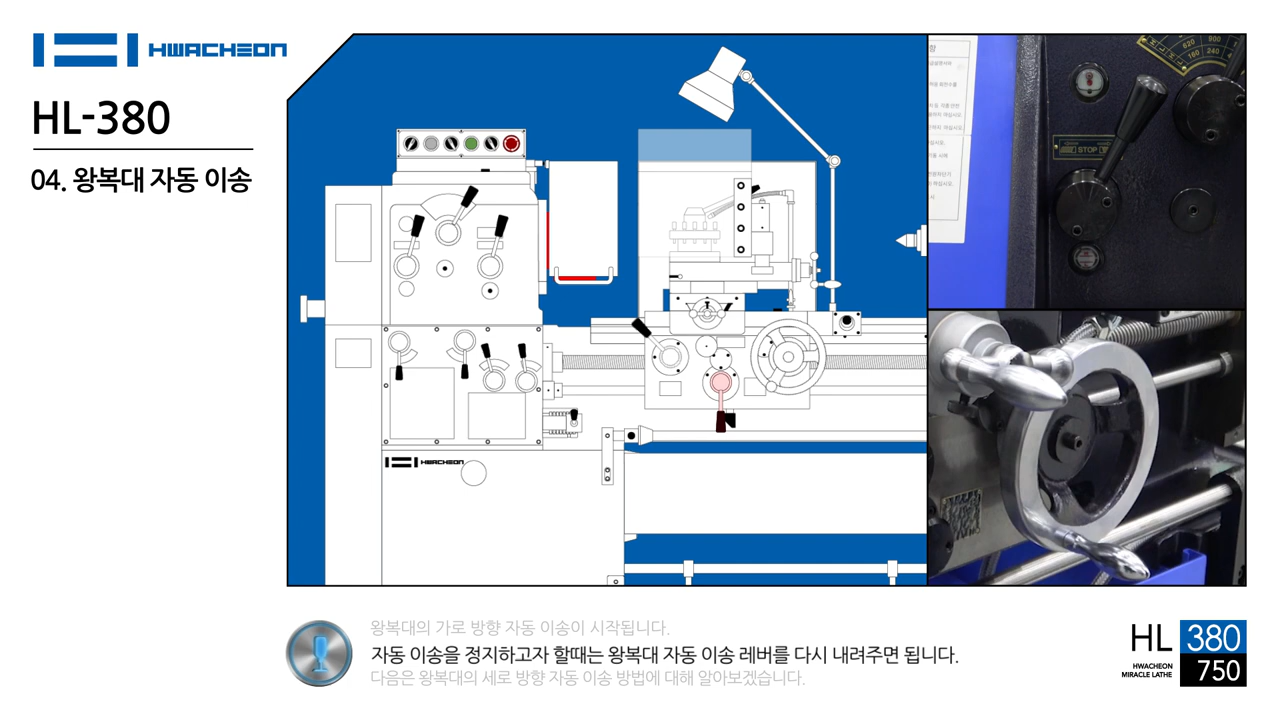 HWACHEON
HL-380
04. 왕복대 자동 이송
HWACHEON
900
620
160
240
STOP
왕복대의 가로 방향 자동 이송이 시작됩니다.
자동 이송을 정지하고자 할때는 왕복대 자동 이송 레버를 다시 내려주면 됩니다.
다음은 왕복대의 세로 방향 자동 이송 방법에 대해 알아보겠습니다.
HL 380
HWACHEON
MIRACLE LATHE
750